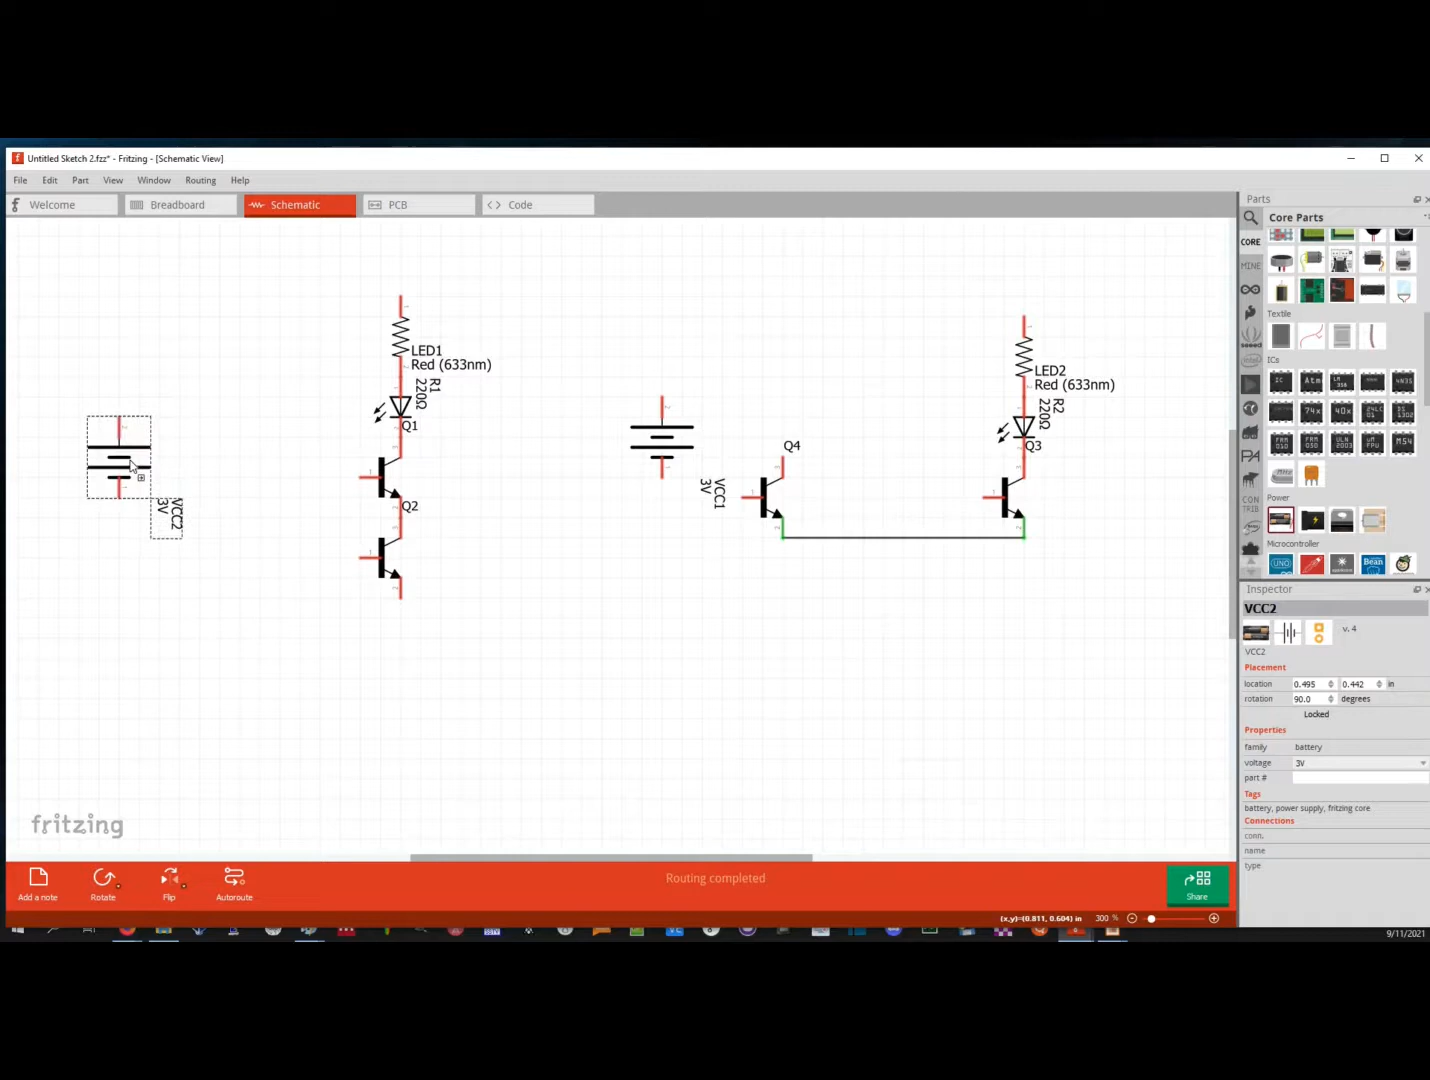 Untitled Sketch 2.fzz* - Fritzing - [Schematic View]
File Edit Part View Window Routing Help
Welcome
Breadboard
Schematic
PCB
<> Code
Parts
Core Parts
CORE
MINE
Textile
ICs
Power
Microcontroller
LED1
Red (633nm)
R1
220Ω
Q1
Q2
VCC2
3V
VCC1
3V
Q4
LED2
Red (633nm)
R2
220Ω
Q3
Inspector
VCC2
v. 4
VCC2
Placement
location 0.495 0.442 in
rotation 90.0 degrees
Locked
Properties
family battery
voltage 3V
part #
Tags
battery, power supply, fritzing core
Connections
conn.
name
type
fritzing
Add a note
Rotate
Flip
Autoroute
Routing completed
Share
(x,y)=(0.811, 0.604) in 300 %
9/11/2021